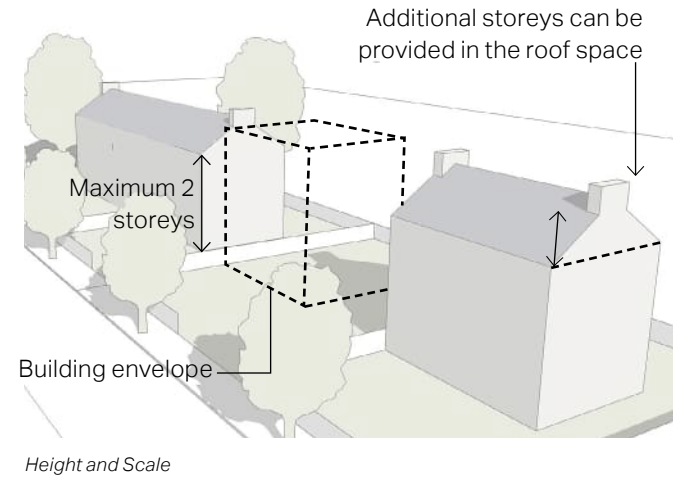 Additional storeys can be
provided in the roof space
Maximum 2
storeys
Building envelope
Height and Scale